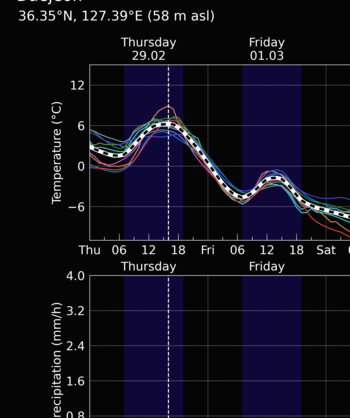 36.35°N, 127.39°E (58 m asl)
Thursday Friday
29.02 01.03
Temperature (°C)
12
6
0
−6
Thu 06 12 18 Fri 06 12 18 Sat
Thursday Friday
recipitation (mm/h)
4.0
3.2
2.4
1.6
0.8